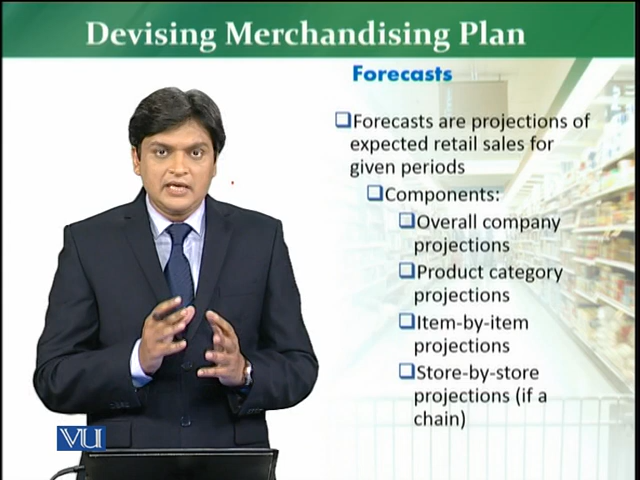 Devising Merchandising Plan
Forecasts
❑Forecasts are projections of
expected retail sales for
given periods
❑Components:
❑Overall company
projections
❑Product category
projections
❑Item-by-item
projections
❑Store-by-store
projections (if a
chain)
VU